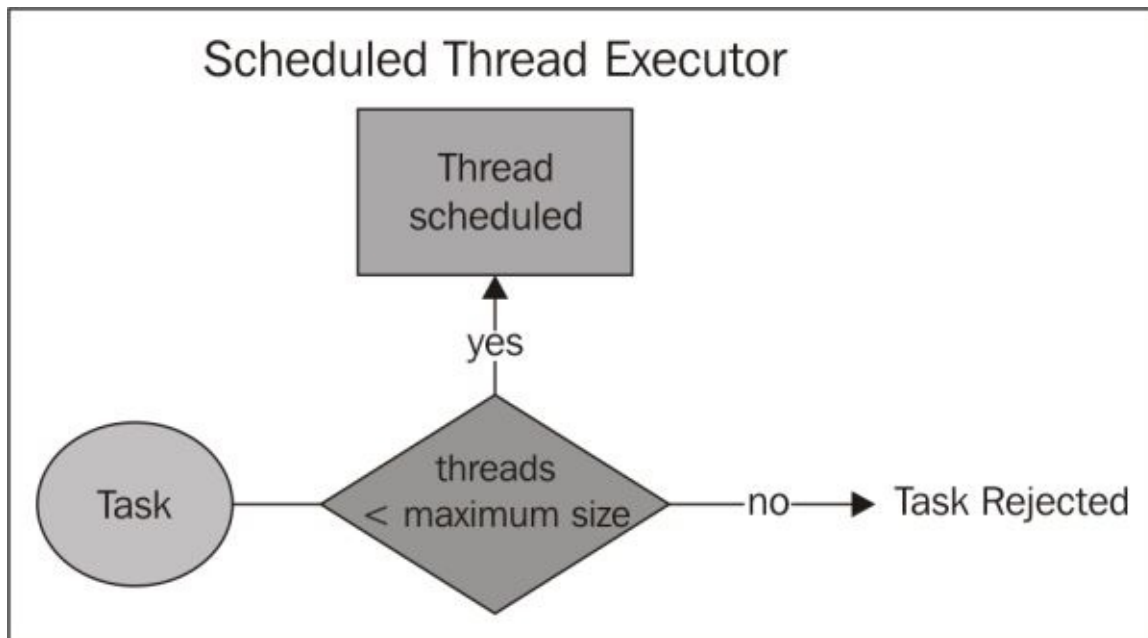 Scheduled Thread Executor
Thread
scheduled
yes
threads
< maximum size
Task
no
Task Rejected